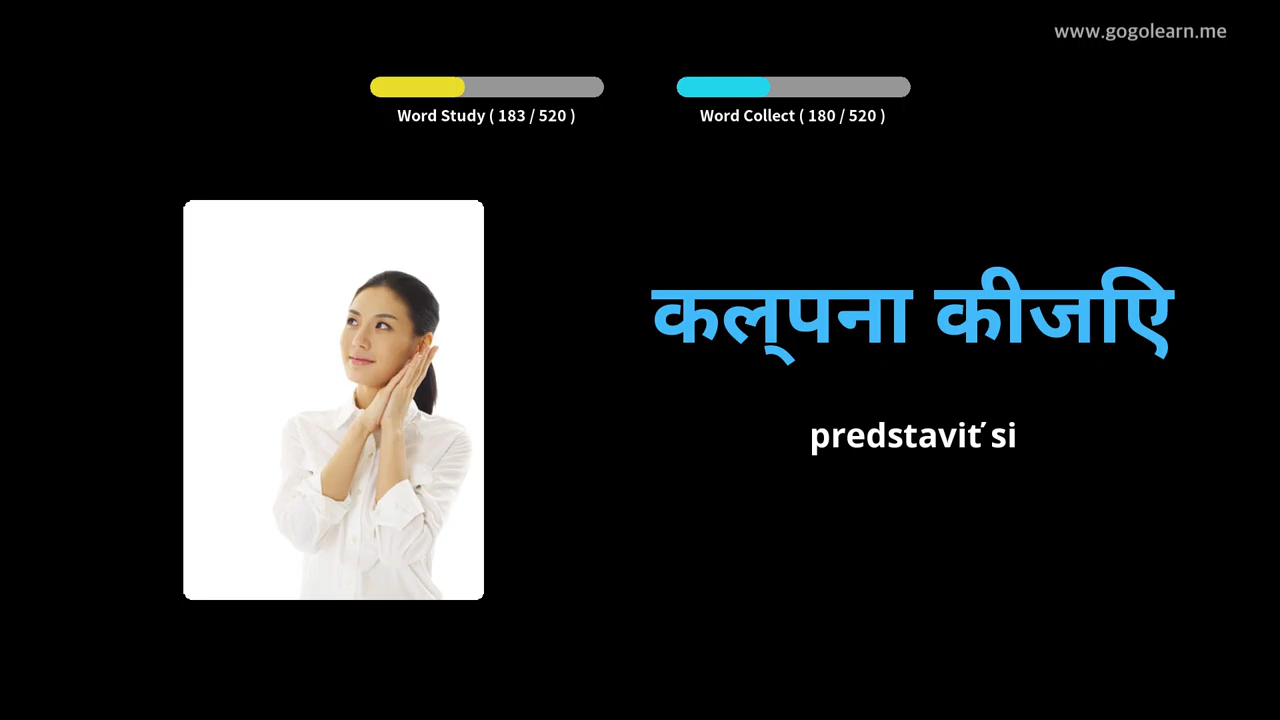 www.gogolearn.me
Word Study ( 183 / 520 )
Word Collect ( 180 / 520 )
कल्पना कीजिए
predstaviť si